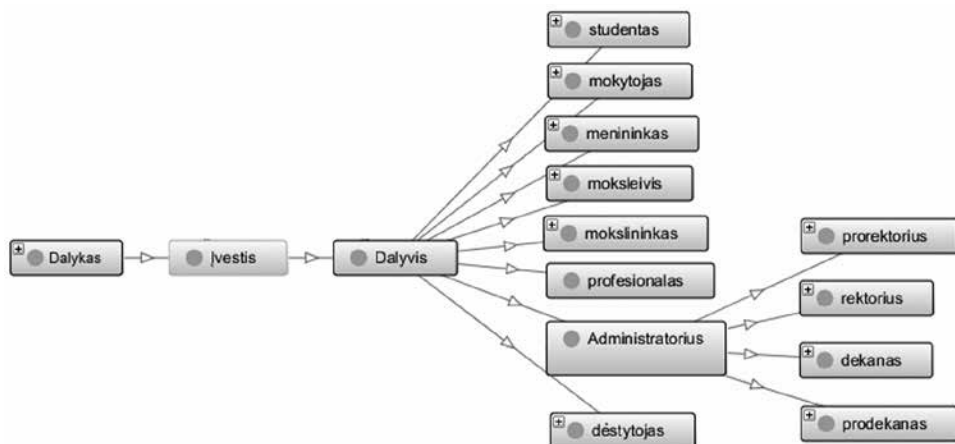 studentas
mokytojas
menininkas
moksleivis
mokslininkas
prorektorius
Dalykas
Įvestis
Dalyvis
profesionalas
rektorius
Administratorius
dekanas
dėstytojas
prodekanas